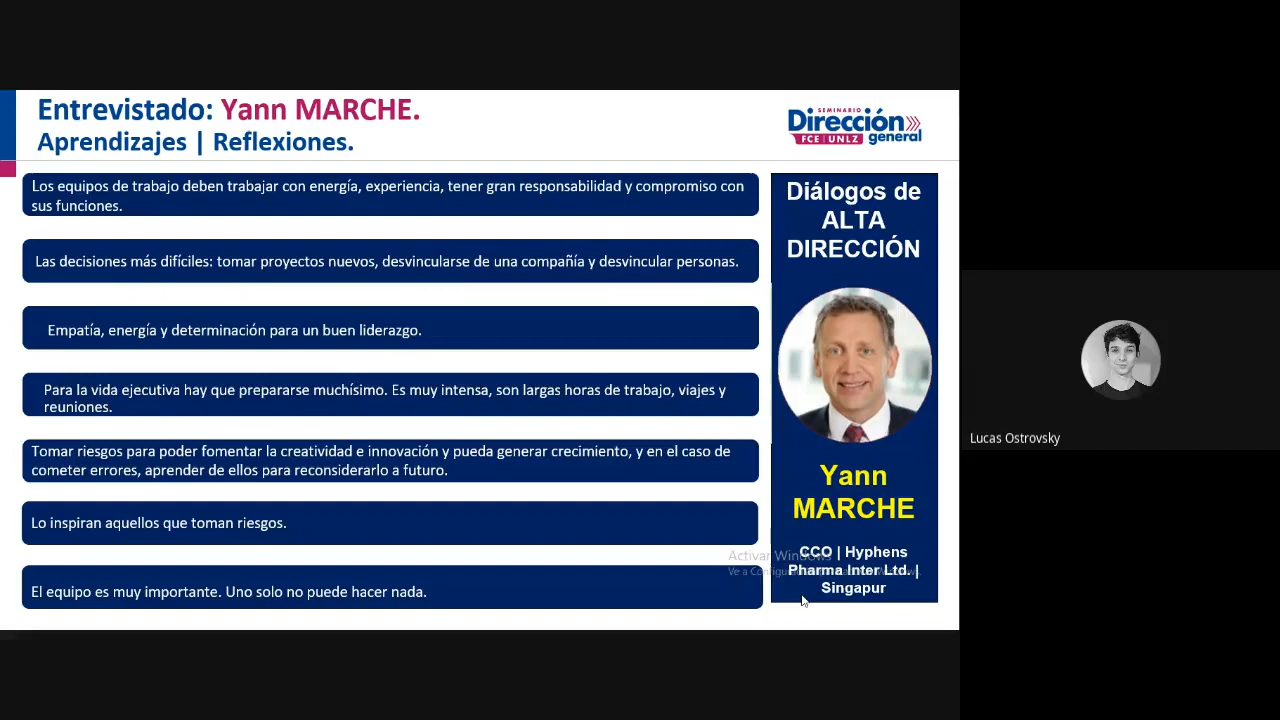 Entrevistado: Yann MARCHE.
Aprendizajes | Reflexiones.
SEMINARIO
Dirección
FCE | UNLZ general
Los equipos de trabajo deben trabajar con energía, experiencia, tener gran responsabilidad y compromiso con
sus funciones.
Las decisiones más difíciles: tomar proyectos nuevos, desvincularse de una compañía y desvincular personas.
Empatía, energía y determinación para un buen liderazgo.
Para la vida ejecutiva hay que prepararse muchísimo. Es muy intensa, son largas horas de trabajo, viajes y
reuniones.
Tomar riesgos para poder fomentar la creatividad e innovación y pueda generar crecimiento, y en el caso de
cometer errores, aprender de ellos para reconsiderarlo a futuro.
Lo inspiran aquellos que toman riesgos.
El equipo es muy importante. Uno solo no puede hacer nada.
Diálogos de
ALTA
DIRECCIÓN
Yann
MARCHE
CCO | Hyphens
Pharma Inter Ltd. |
Singapur
Activar Windows
Ve a
Lucas Ostrovsky